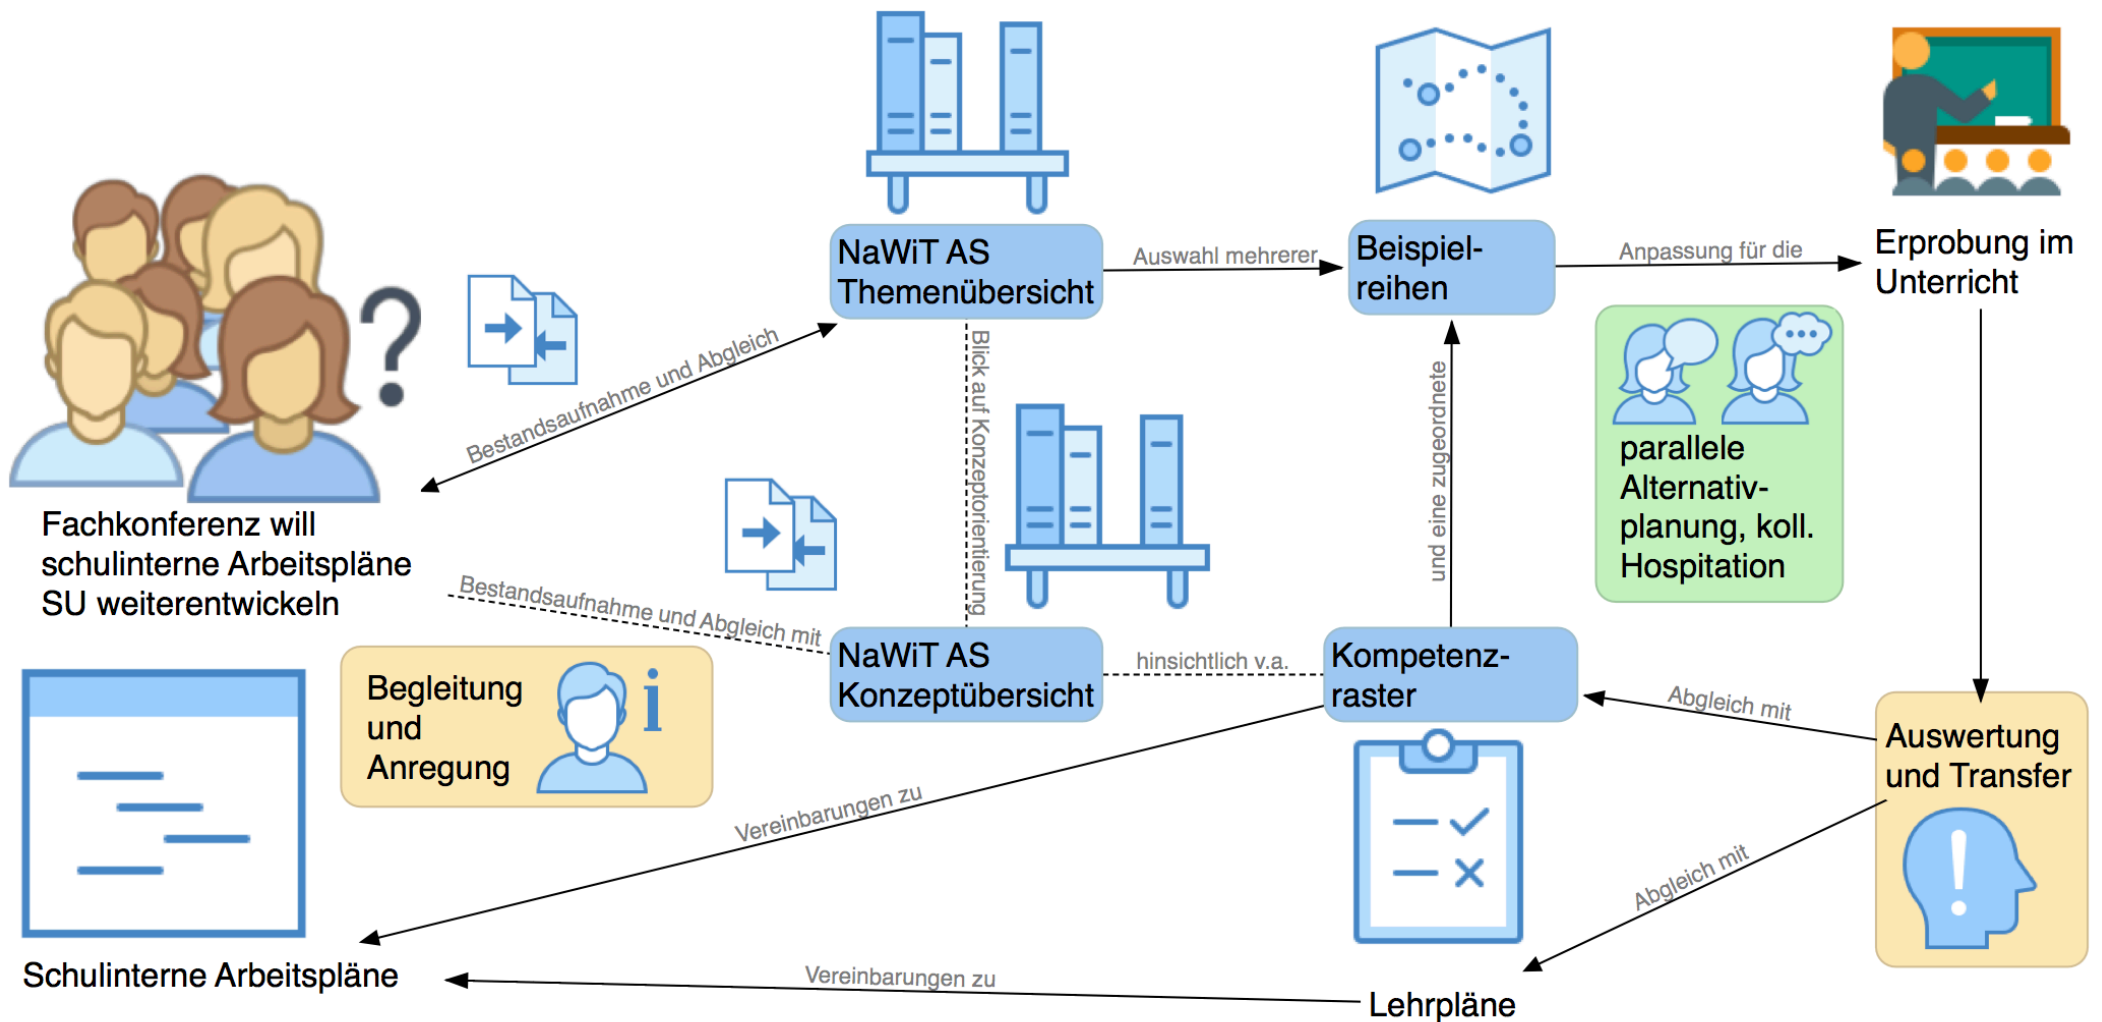 NaWiT AS
Themenübersicht
Auswahl mehrerer
Beispiel-
reihen
Anpassung für die
Erprobung im
Unterricht
Bestandsaufnahme und Abgleich
Blick auf Konzeptorientierung
und eine zugeordnete
parallele
Alternativ-
planung, koll.
Hospitation
Fachkonferenz will
schulinterne Arbeitspläne
SU weiterentwickeln
Bestandsaufnahme und Abgleich mit
NaWiT AS
Konzeptübersicht
hinsichtlich v.a.
Kompetenz-
raster
Abgleich mit
Auswertung
und Transfer
Begleitung
und
Anregung
i
Vereinbarungen zu
Abgleich mit
Schulinterne Arbeitspläne
Vereinbarungen zu
Lehrpläne